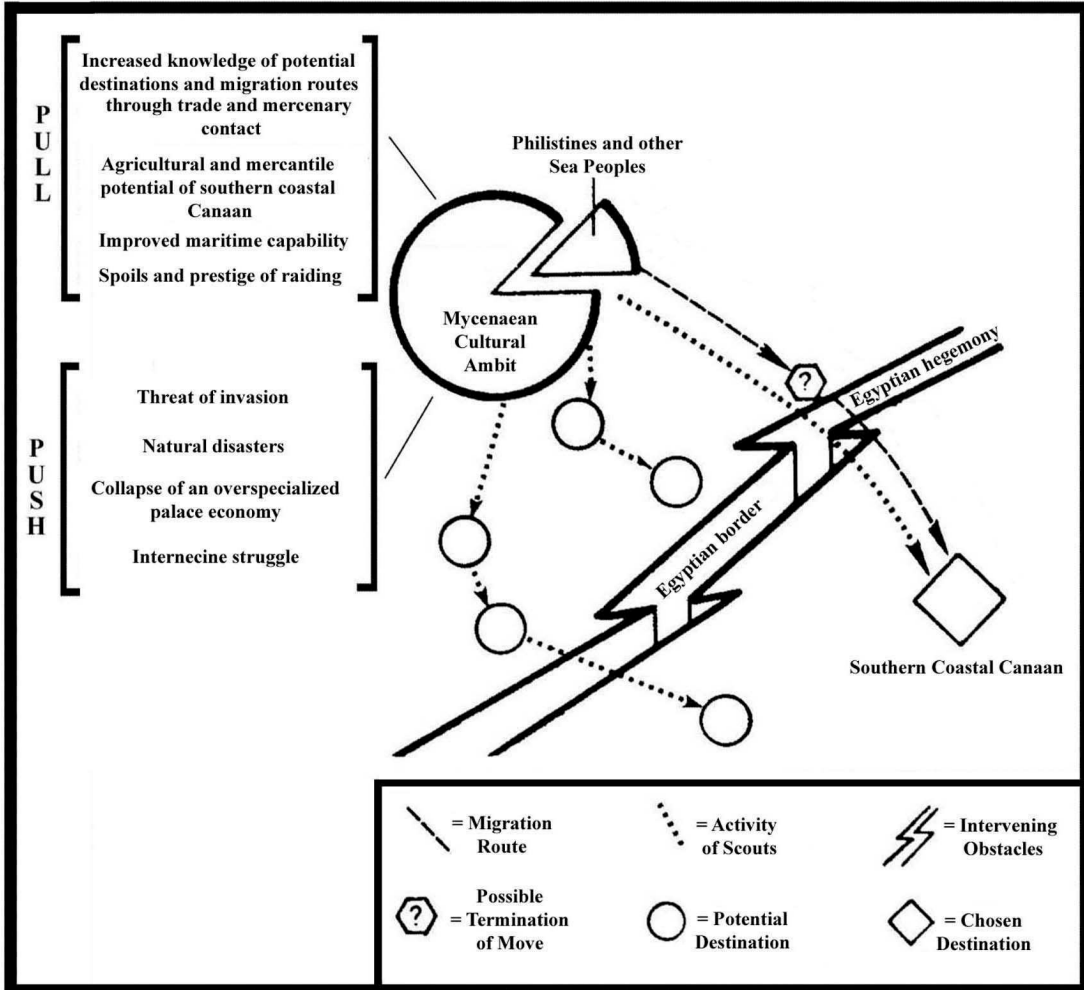 PULL
Increased knowledge of potential
destinations and migration routes
through trade and mercenary
contact
Agricultural and mercantile
potential of southern coastal
Canaan
Improved maritime capability
Spoils and prestige of raiding
PUSH
Threat of invasion
Natural disasters
Collapse of an overspecialized
palace economy
Internecine struggle
Philistines and other
Sea Peoples
Mycenaean
Cultural
Ambit
?
Egyptian hegemony
Egyptian border
Southern Coastal Canaan
= Migration
Route
= Activity
of Scouts
= Intervening
Obstacles
?
Possible
= Termination
of Move
= Potential
Destination
= Chosen
Destination